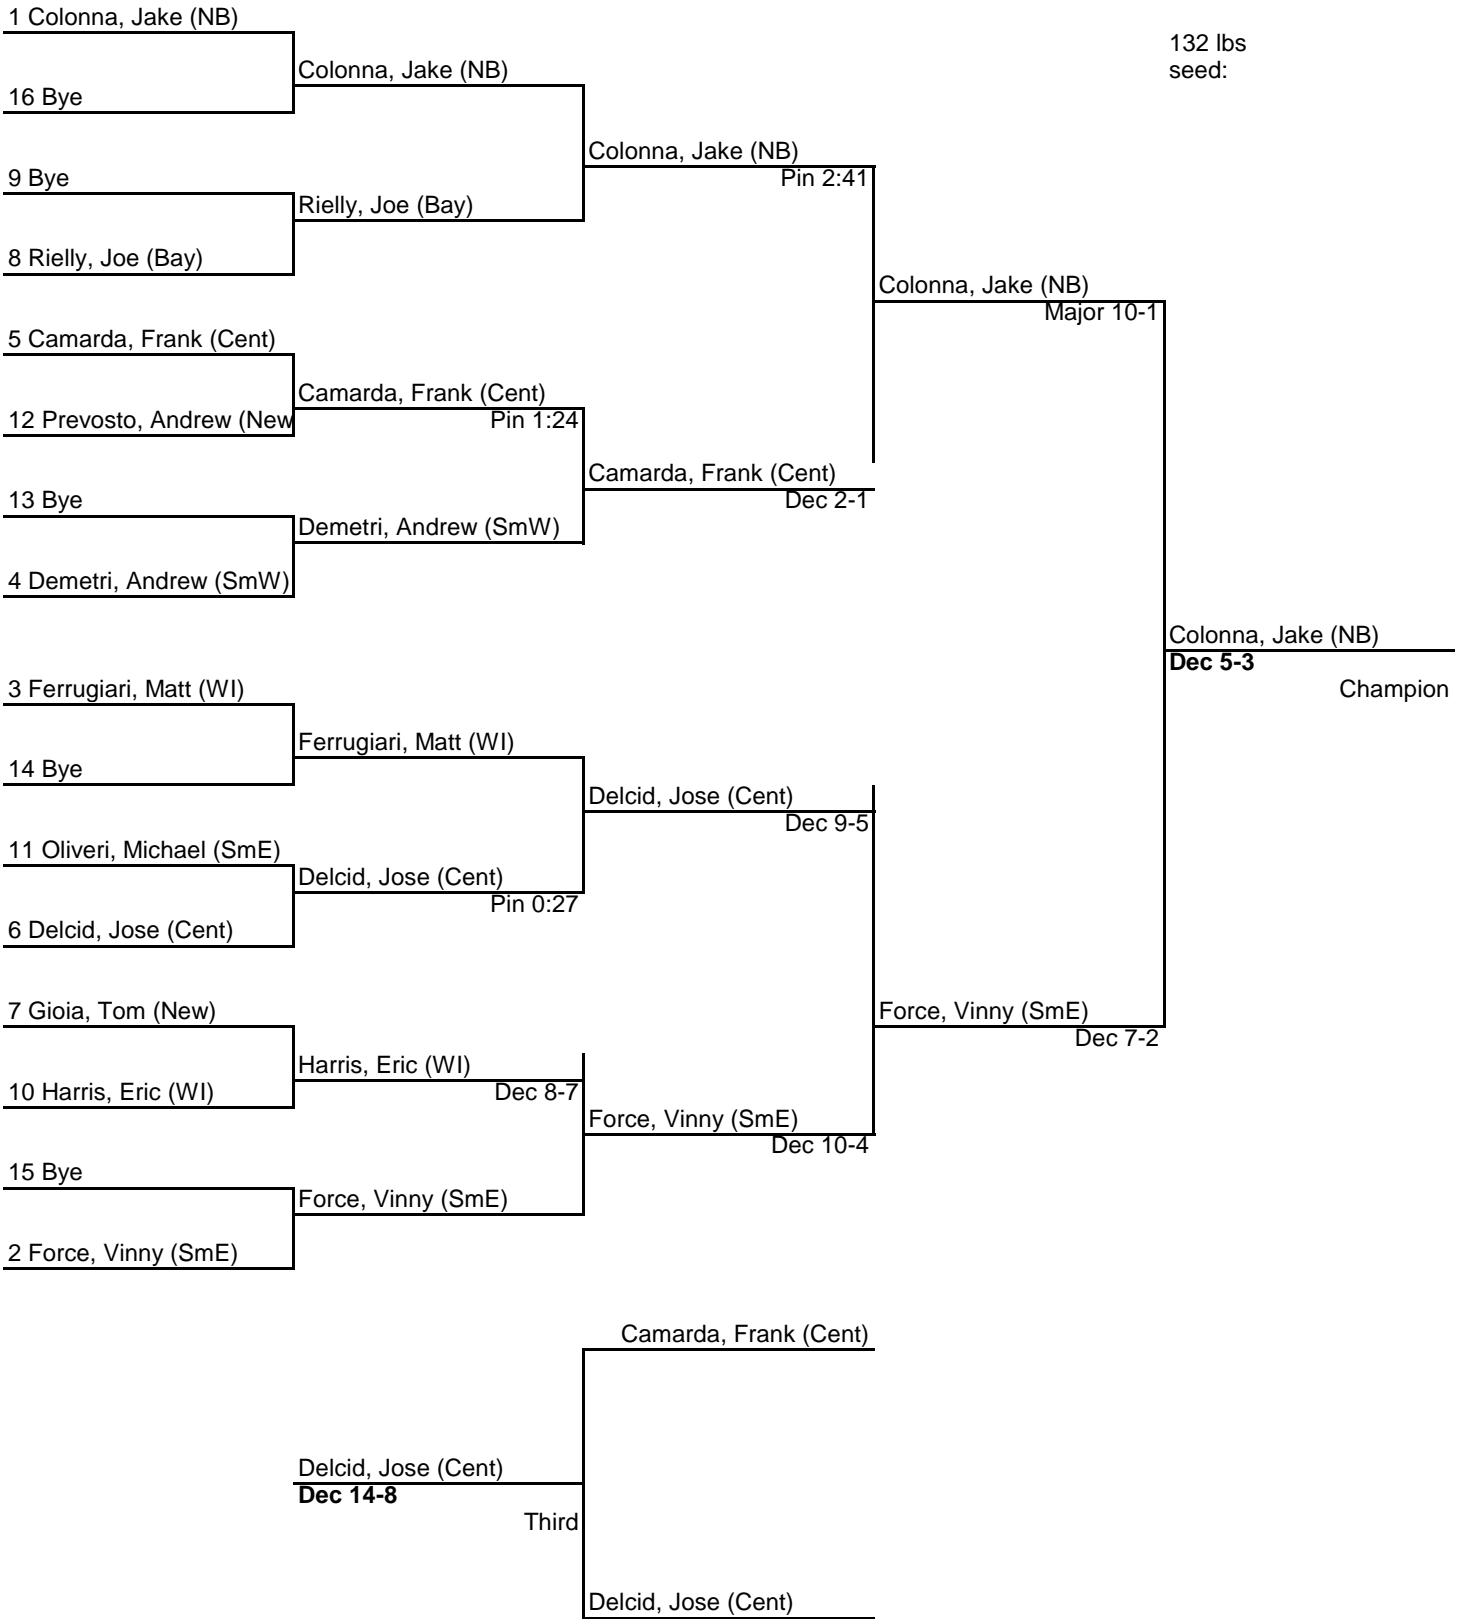 1 Colonna, Jake (NB)
132 lbs
Colonna, Jake (NB)
seed:
16 Bye
Colonna, Jake (NB)
9 Bye
Pin 2:41
Rielly, Joe (Bay)
8 Rielly, Joe (Bay)
Colonna, Jake (NB)
Major 10-1
5 Camarda, Frank (Cent)
Camarda, Frank (Cent)
12 Prevosto, Andrew (New
Pin 1:24
Camarda, Frank (Cent)
13 Bye
Dec 2-1
Demetri, Andrew (SmW)
4 Demetri, Andrew (SmW)
Colonna, Jake (NB)
Dec 5-3
3 Ferrugiari, Matt (WI)
Champion
Ferrugiari, Matt (WI)
14 Bye
Delcid, Jose (Cent)
Dec 9-5
11 Oliveri, Michael (SmE)
Delcid, Jose (Cent)
Pin 0:27
6 Delcid, Jose (Cent)
7 Gioia, Tom (New)
Force, Vinny (SmE)
Dec 7-2
Harris, Eric (WI)
10 Harris, Eric (WI)
Dec 8-7
Force, Vinny (SmE)
Dec 10-4
15 Bye
Force, Vinny (SmE)
2 Force, Vinny (SmE)
Camarda, Frank (Cent)
Delcid, Jose (Cent)
Dec 14-8
Third
Delcid, Jose (Cent)